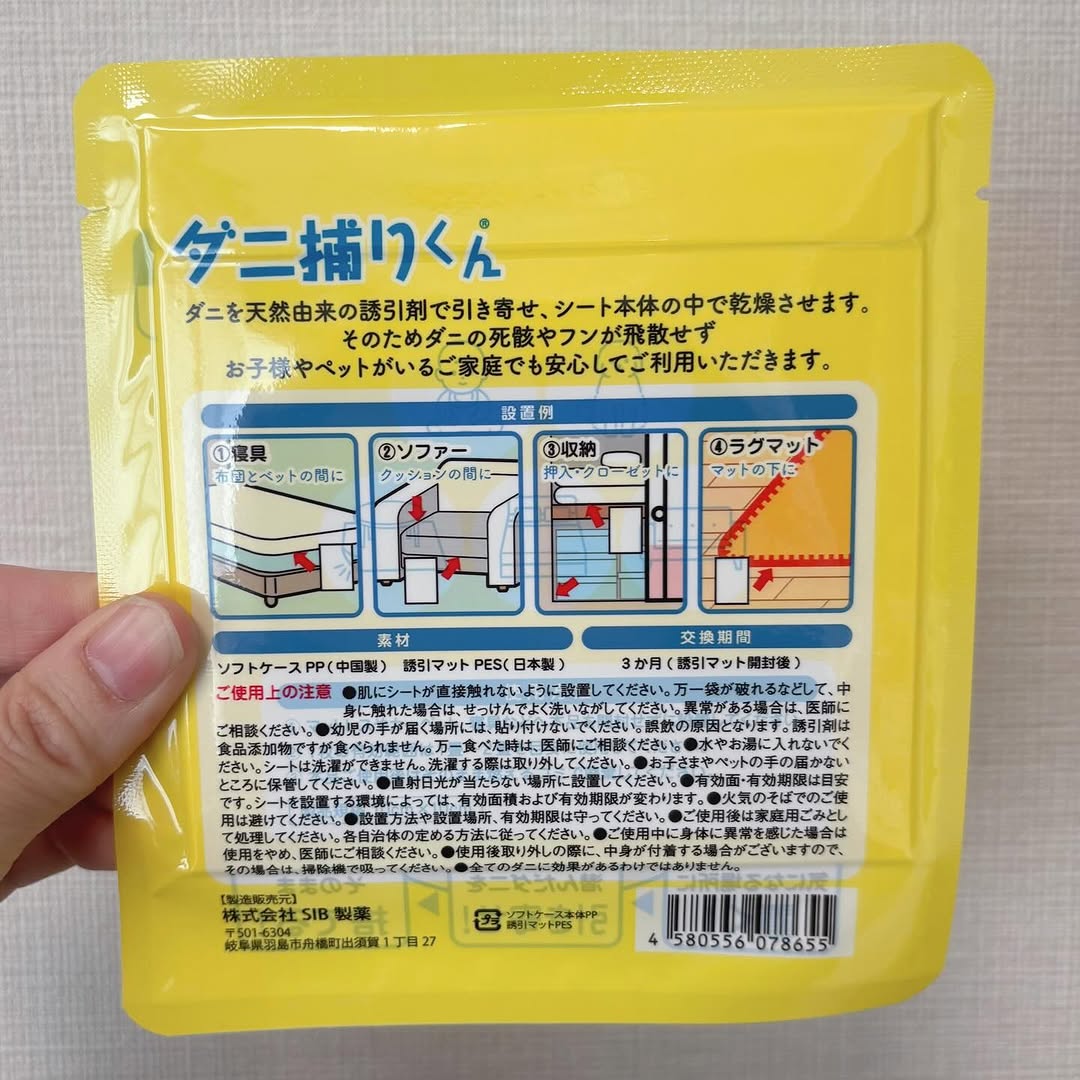 ダニ捕りくん®
ダニを天然由来の誘引剤で引き寄せ、シート本体の中で乾燥させます。
そのためダニの死骸やフンが飛散せず
お子様やペットがいるご家庭でも安心してご利用いただきます。
設置例
①寝具
布団とベットの間に
②ソファー
クッションの間に
③収納
押入・クローゼットに
④ラグマット
マットの下に
素材
ソフトケース PP（中国製） 誘引マット PES（日本製）
交換期間
3か月（誘引マット開封後）
ご使用上の注意 ●肌にシートが直接触れないように設置してください。万一袋が破れるなどして、中
身に触れた場合は、せっけんでよく洗いながしてください。異常がある場合は、医師に
ご相談ください。●幼児の手が届く場所には、貼り付けないでください。誤飲の原因となります。誘引剤は
食品添加物ですが食べられません。万一食べた時は、医師にご相談ください。●水やお湯に入れないでく
ださい。シートは洗濯ができません。洗濯する際は取り外してください。●お子さまやペットの手の届かない
ところに保管してください。●直射日光が当たらない場所に設置してください。●有効面・有効期限は目安
です。シートを設置する環境によっては、有効面積および有効期限が変わります。●火気のそばでのご使
用は避けてください。●設置方法や設置場所、有効期限は守ってください。●ご使用後は家庭用ごみとし
て処理してください。各自治体の定める方法に従ってください。●ご使用中に身体に異常を感じた場合は
使用をやめ、医師にご相談ください。●使用後取り外しの際に、中身が付着する場合がございますので、
その場合は、掃除機で吸ってください。●全てのダニに効果があるわけではありません。
【製造販売元】
株式会社 SIB 製薬
〒501-6304
岐阜県羽島市舟橋町出須賀1丁目27
プラ
ソフトケース本体PP
誘引マットPES
4 580556 078655